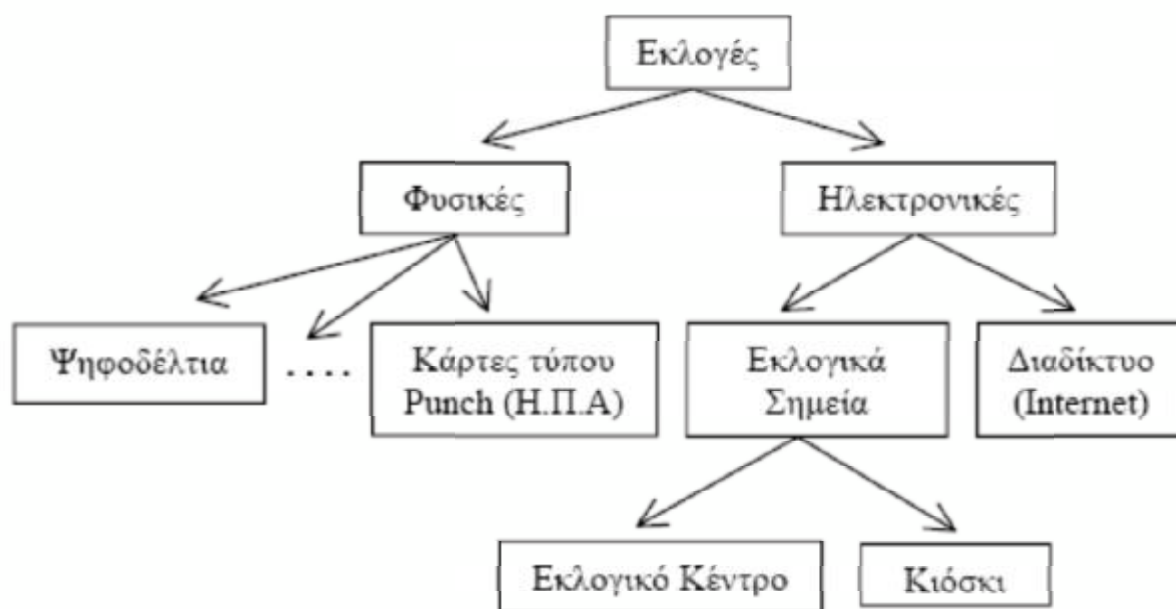 Εκλογές
Φυσικές
Ηλεκτρονικές
Ψηφοδέλτια
....
Κάρτες τύπου
Punch (Η.Π.Α)
Εκλογικά
Σημεία
Διαδίκτυο
(Internet)
Εκλογικό Κέντρο
Κιόσκι